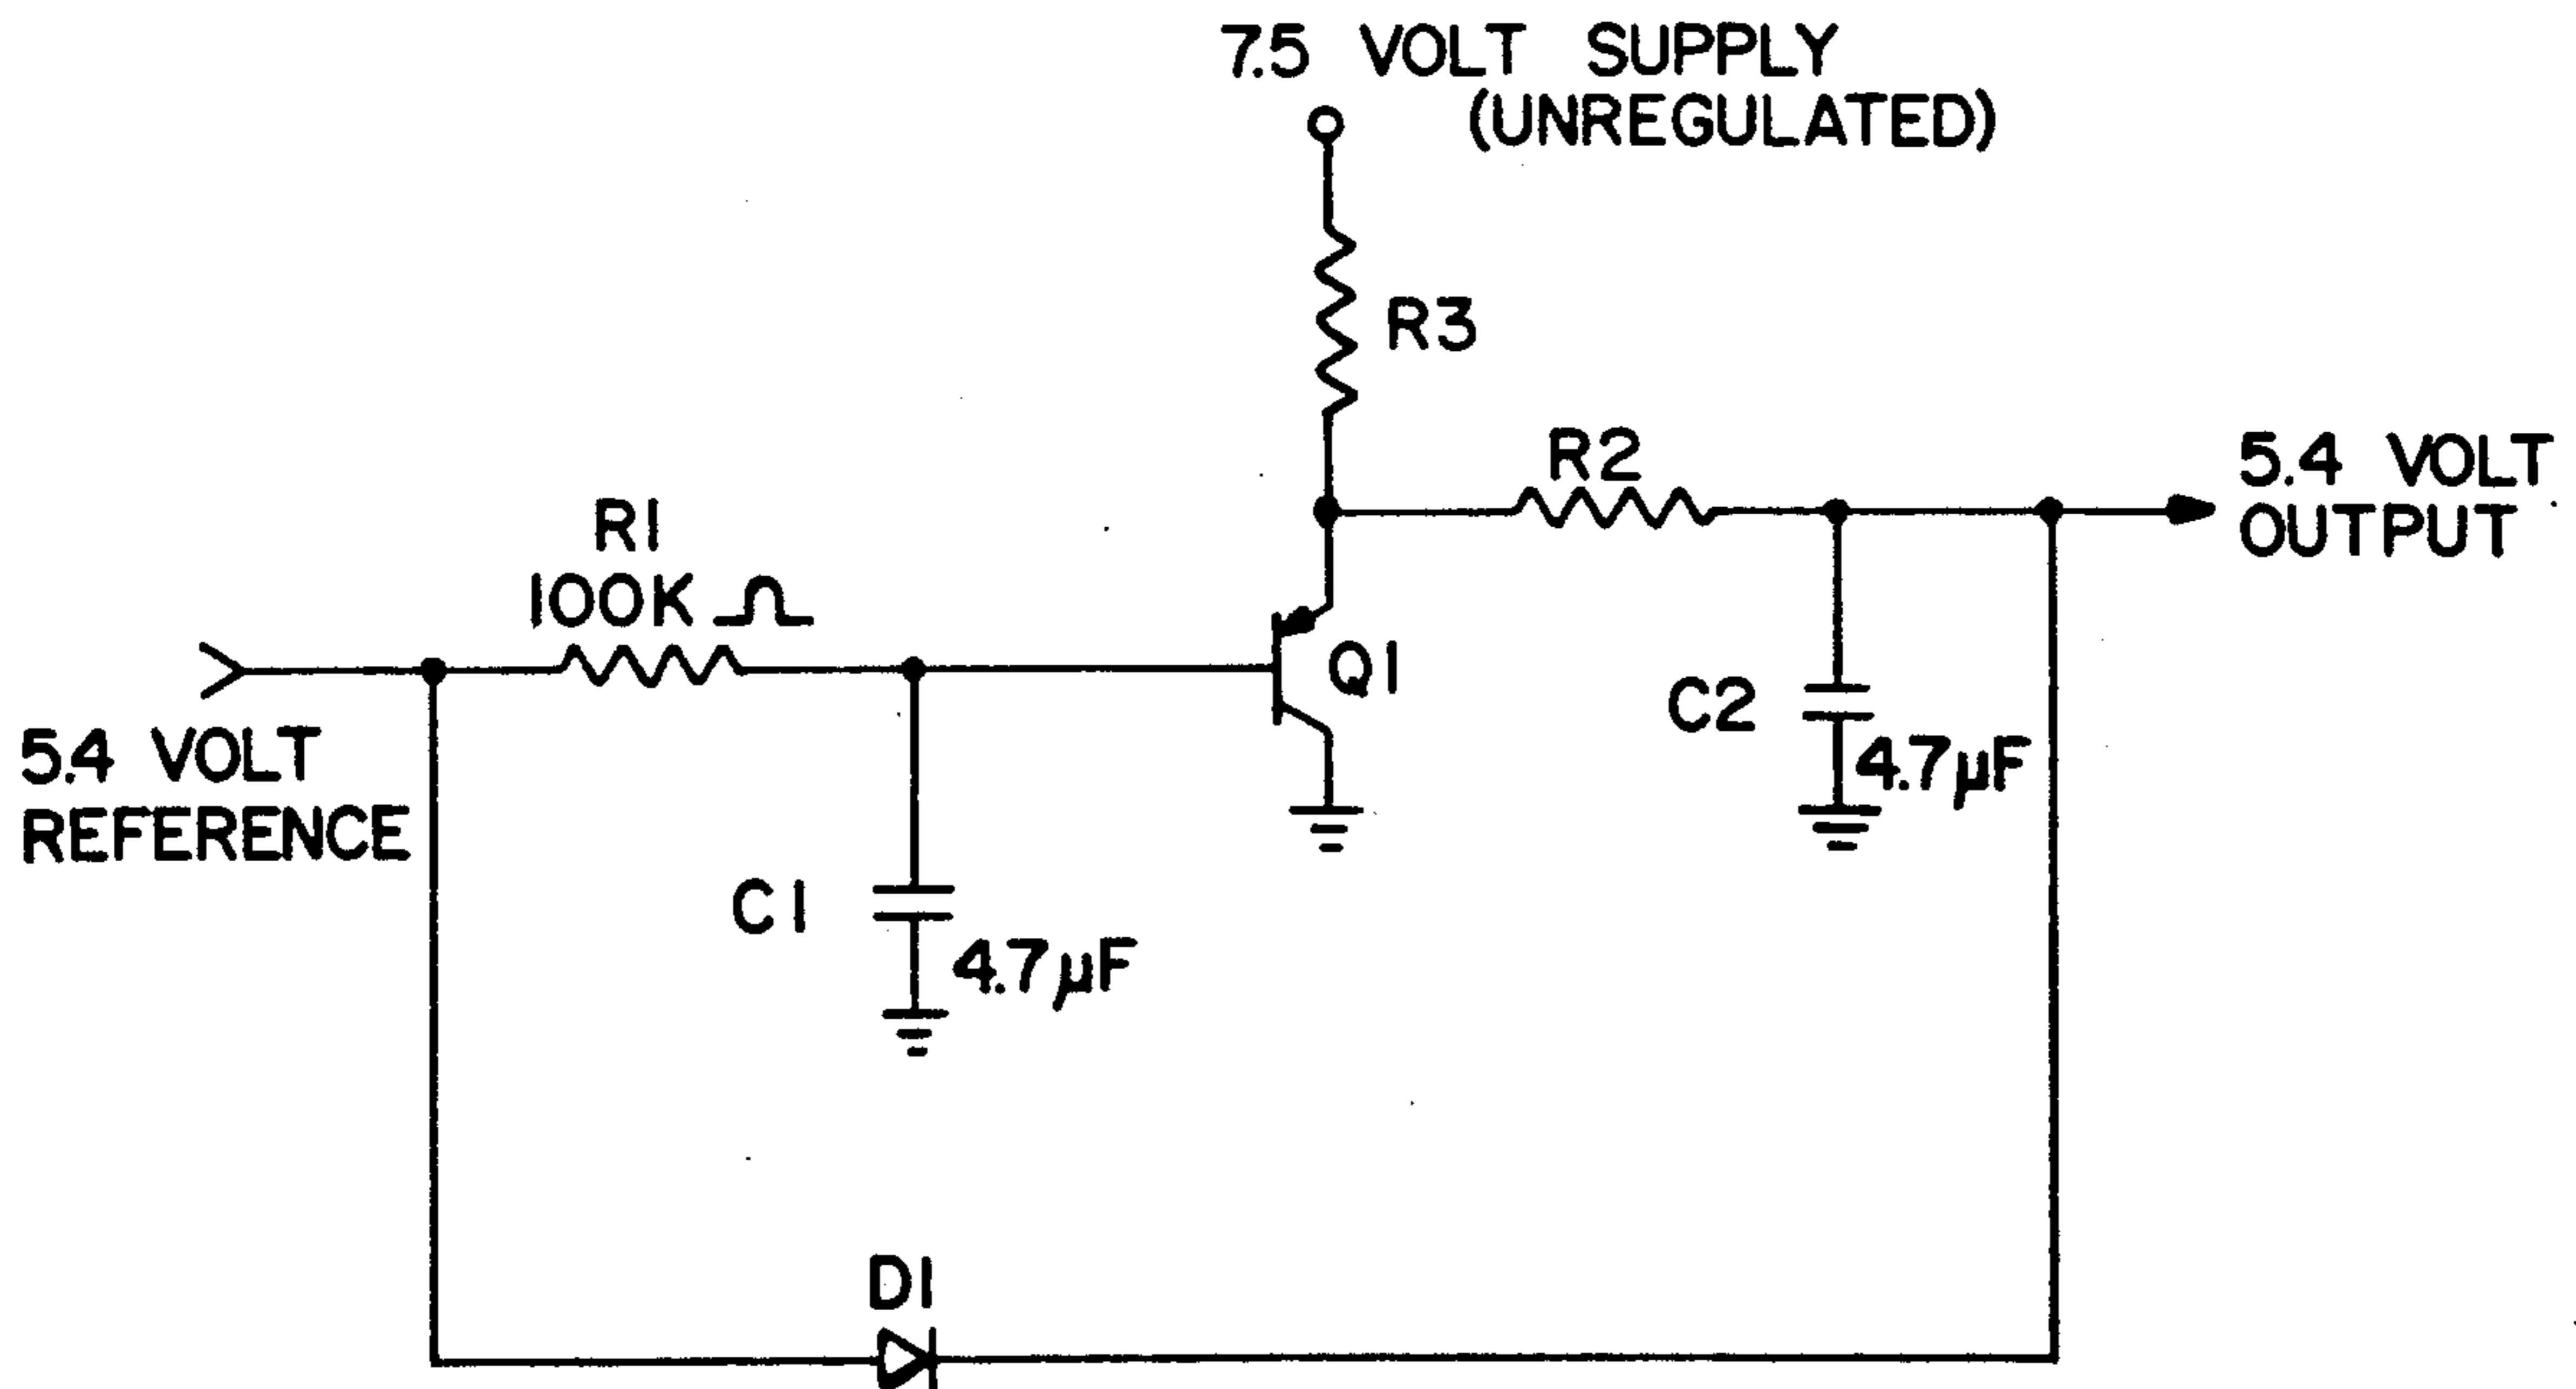 7.5 VOLT SUPPLY
(UNREGULATED)
R3
R2
5.4 VOLT
OUTPUT
R1
100K Ω
Q1
C2
4.7µF
5.4 VOLT
REFERENCE
C1
4.7µF
D1